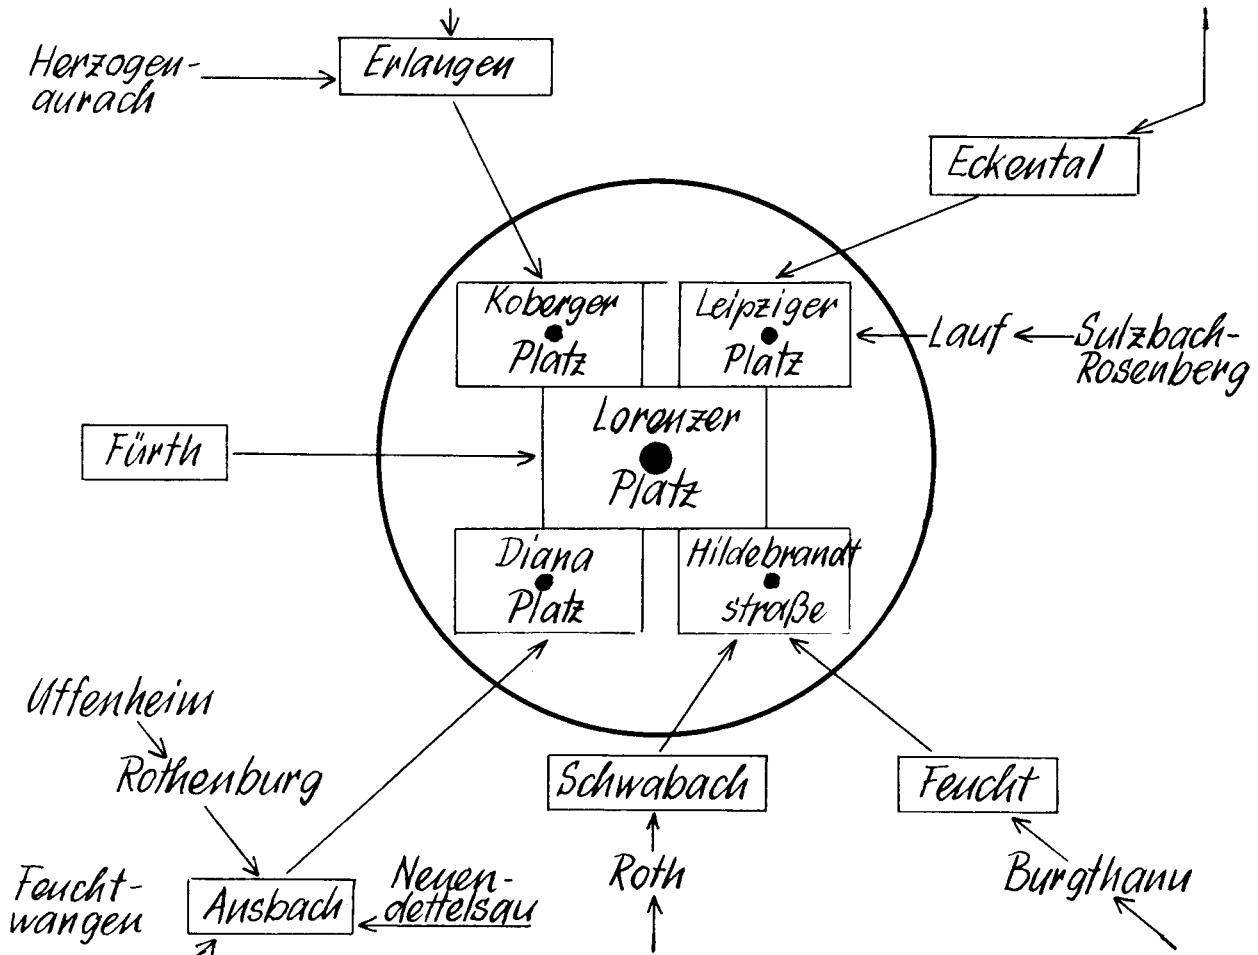 Herzogen-
aurach
Erlangen
Eckental
Koberger
Platz
Leipziger
Platz
Lauf
Sulzbach-
Rosenberg
Fürth
Lorenzer
Platz
Diana
Platz
Hildebrandt
straße
Uffenheim
Rothenburg
Schwabach
Feucht
Feucht-
wangen
Ansbach
Neuen-
dettelsau
Roth
Burgthann